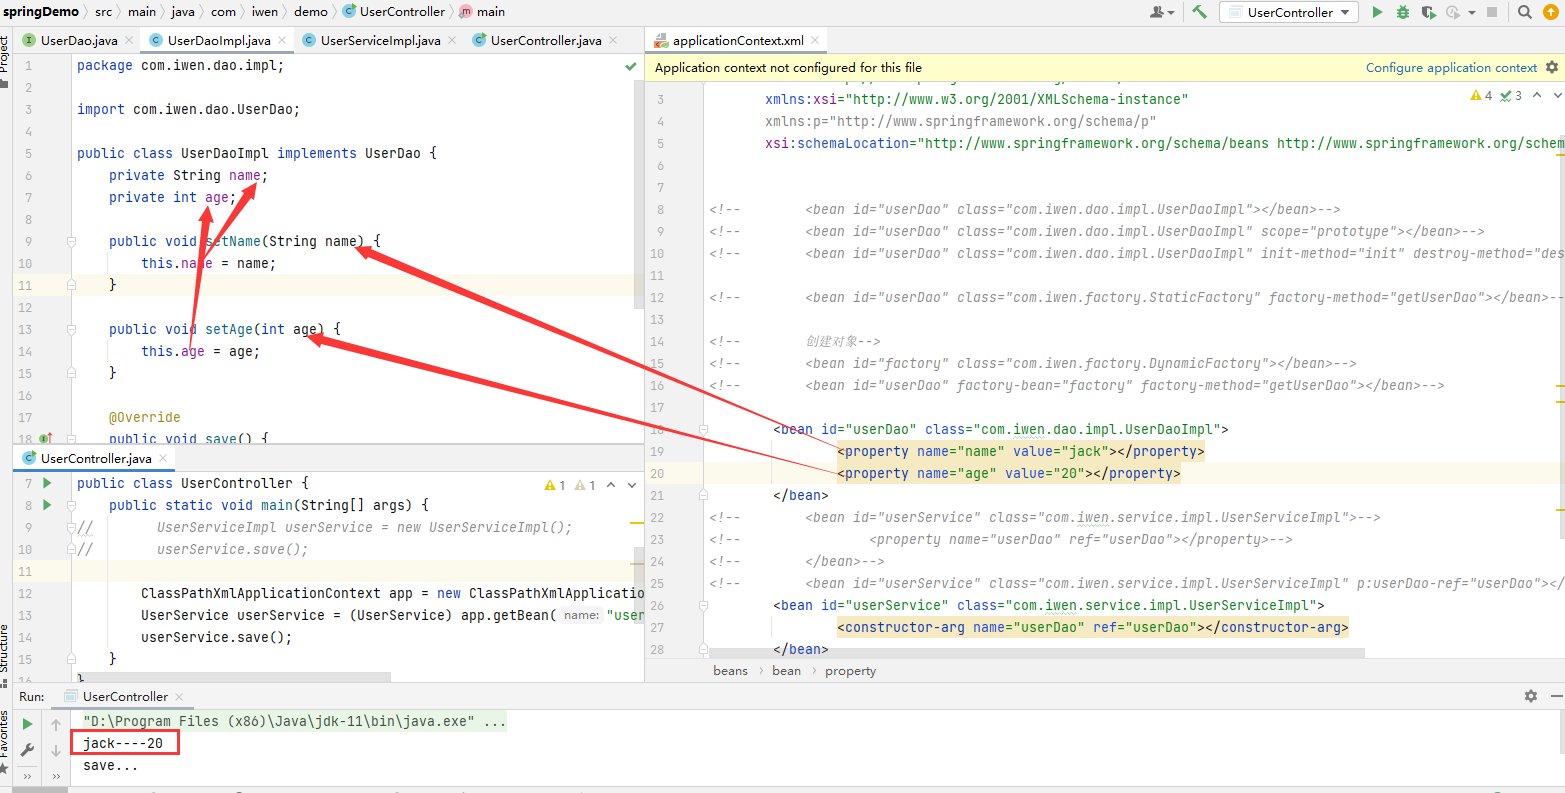 springDemo src main java com iwen demo UserController main
UserController
Project
UserDao.java UserDaoImpl.java UserServiceImpl.java UserController.java
1 package com.iwen.dao.impl;
2
3 import com.iwen.dao.UserDao;
4
5 public class UserDaoImpl implements UserDao {
6 private String name;
7 private int age;
8
9 public void setName(String name) {
10 this.name = name;
11 }
12
13 public void setAge(int age) {
14 this.age = age;
15 }
16
17 @Override
18 public void save() {
UserController.java
7 public class UserController {
1 1
8 public static void main(String[] args) {
9 // UserServiceImpl userService = new UserServiceImpl();
10 // userService.save();
11
12 ClassPathXmlApplicationContext app = new ClassPathXmlApplication
13 UserService userService = (UserService) app.getBean( name: "user
14 userService.save();
15 }
}
applicationContext.xml
Application context not configured for this file Configure application context
4 3
3 xmlns:xsi="http://www.w3.org/2001/XMLSchema-instance"
4 xmlns:p="http://www.springframework.org/schema/p"
5 xsi:schemaLocation="http://www.springframework.org/schema/beans http://www.springframework.org/schem
6
7
8 <!-- <bean id="userDao" class="com.iwen.dao.impl.UserDaoImpl"></bean>-->
9 <!-- <bean id="userDao" class="com.iwen.dao.impl.UserDaoImpl" scope="prototype"></bean>-->
10 <!-- <bean id="userDao" class="com.iwen.dao.impl.UserDaoImpl" init-method="init" destroy-method="des
11
12 <!-- <bean id="userDao" class="com.iwen.factory.StaticFactory" factory-method="getUserDao"></bean>--
13
14 <!-- 创建对象-->
15 <!-- <bean id="factory" class="com.iwen.factory.DynamicFactory"></bean>-->
16 <!-- <bean id="userDao" factory-bean="factory" factory-method="getUserDao"></bean>-->
17
18 <bean id="userDao" class="com.iwen.dao.impl.UserDaoImpl">
19 <property name="name" value="jack"></property>
20 <property name="age" value="20"></property>
21 </bean>
22 <!-- <bean id="userService" class="com.iwen.service.impl.UserServiceImpl">-->
23 <!-- <property name="userDao" ref="userDao"></property>-->
24 <!-- </bean>-->
25 <!-- <bean id="userService" class="com.iwen.service.impl.UserServiceImpl" p:userDao-ref="userDao"></
26 <bean id="userService" class="com.iwen.service.impl.UserServiceImpl">
27 <constructor-arg name="userDao" ref="userDao"></constructor-arg>
28 </bean>
beans bean property
Structure
Favorites
Run: UserController
"D:\Program Files (x86)\Java\jdk-11\bin\java.exe" ...
jack----20
save...